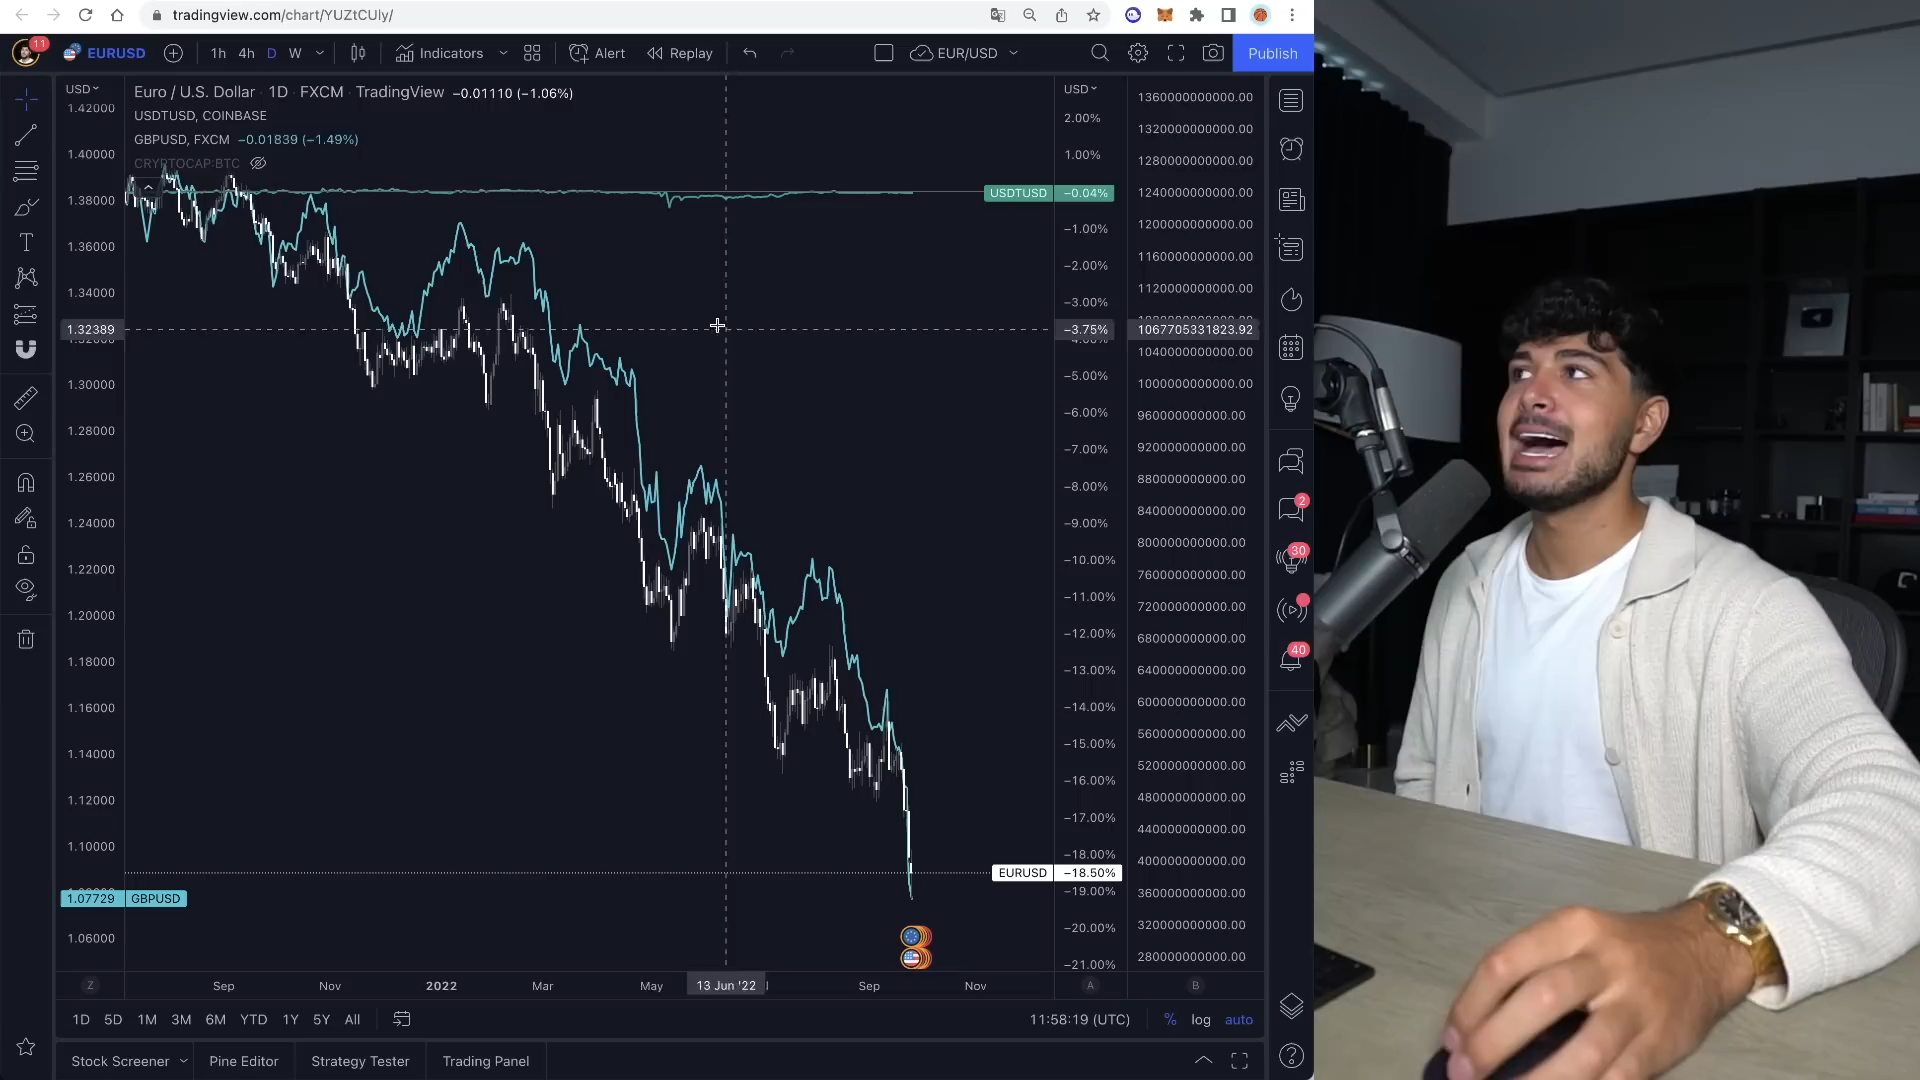 tradingview.com/chart/YUZtCUly/
11
EURUSD
1h 4h D W
Indicators
Alert
Replay
EUR/USD
Publish
USD
Euro / U.S. Dollar · 1D · FXCM · TradingView −0.01110 (−1.06%)
USDTUSD, COINBASE
GBPUSD, FXCM −0.01839 (−1.49%)
CRYPTOCAP:BTC
1.42000
1.40000
1.38000
1.36000
1.34000
1.32389
1.30000
1.28000
1.26000
1.24000
1.22000
1.20000
1.18000
1.16000
1.14000
1.12000
1.10000
1.07729 GBPUSD
1.06000
USD
2.00%
1.00%
USDTUSD −0.04%
−1.00%
−2.00%
−3.00%
−3.75%
−5.00%
−6.00%
−7.00%
−8.00%
−9.00%
−10.00%
−11.00%
−12.00%
−13.00%
−14.00%
−15.00%
−16.00%
−17.00%
−18.00%
EURUSD −18.50%
−19.00%
−20.00%
−21.00%
1360000000000.00
1320000000000.00
1280000000000.00
1240000000000.00
1200000000000.00
1160000000000.00
1120000000000.00
1067705331823.92
1040000000000.00
1000000000000.00
960000000000.00
920000000000.00
880000000000.00
840000000000.00
800000000000.00
760000000000.00
720000000000.00
680000000000.00
640000000000.00
600000000000.00
560000000000.00
520000000000.00
480000000000.00
440000000000.00
400000000000.00
360000000000.00
320000000000.00
280000000000.00
2
30
40
Z
Sep Nov 2022 Mar May 13 Jun '22 Sep Nov
A
B
1D 5D 1M 3M 6M YTD 1Y 5Y All
11:58:19 (UTC)
% log auto
Stock Screener
Pine Editor
Strategy Tester
Trading Panel